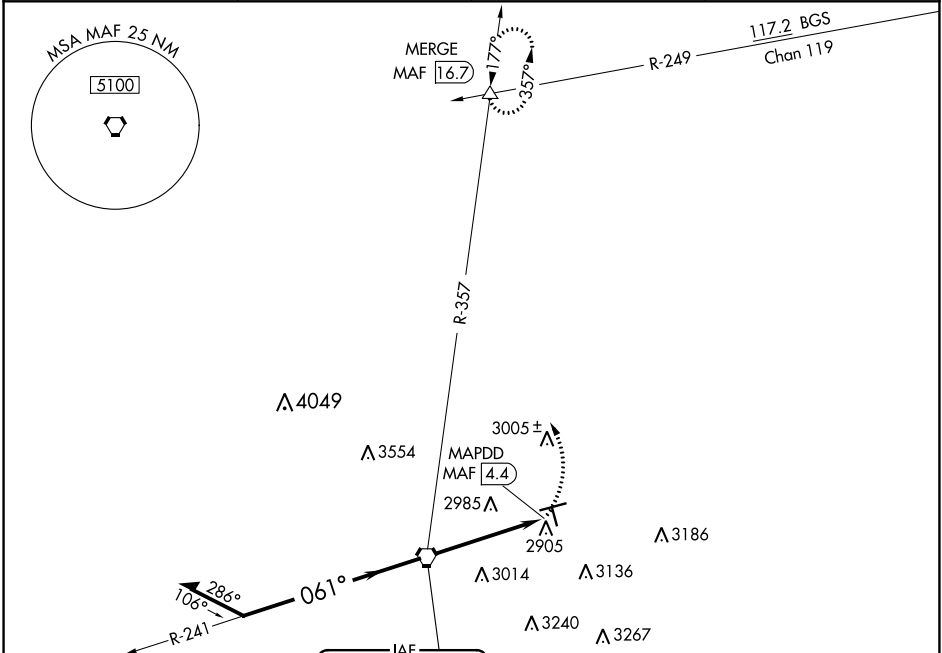 MSA MAF 25 NM
5100
MERGE
MAF 16.7
177°
357°
R-249
117.2 BGS
Chan 119
R-357
4049
3554
3005 ±
MAPDD
MAF 4.4
2985
2905
3186
3014
3136
3240
3267
061°
286°
106°
R-241
IAF